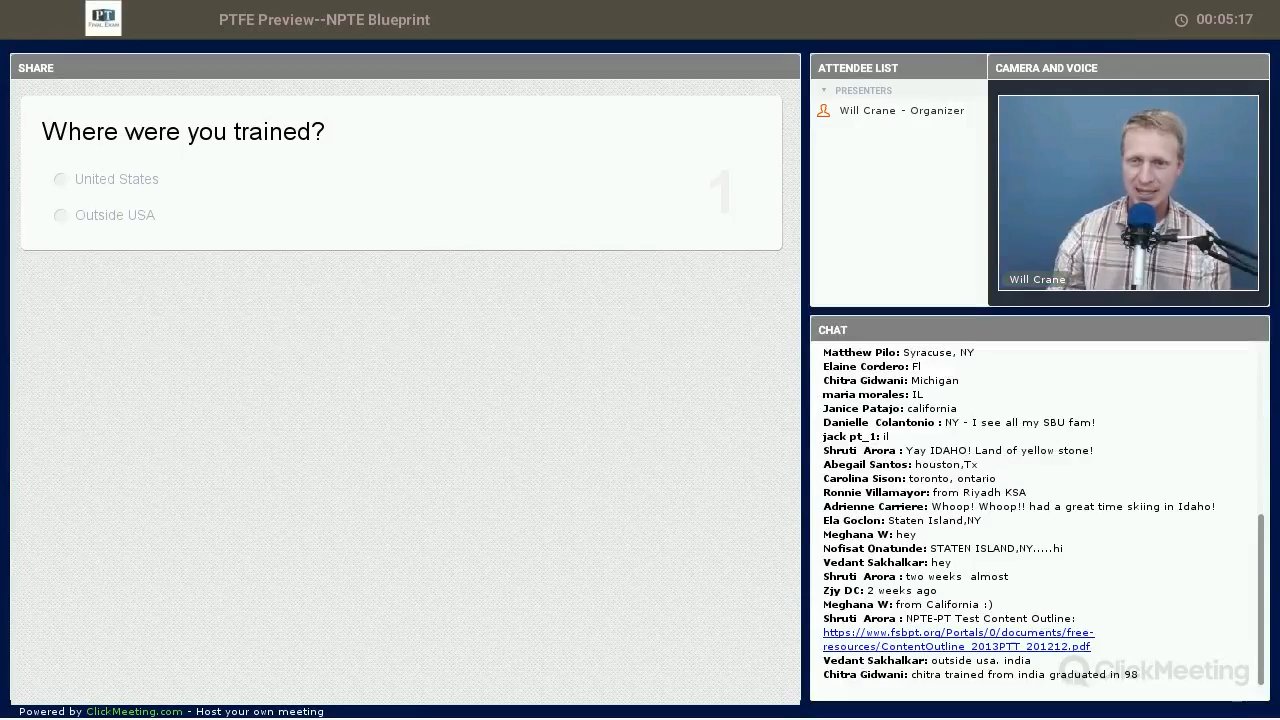 PT
FINAL EXAM
PTFE Preview--NPTE Blueprint
00:05:17
SHARE
Where were you trained?
United States
Outside USA
1
ATTENDEE LIST
PRESENTERS
Will Crane - Organizer
CAMERA AND VOICE
Will Crane
CHAT
Matthew Pilo: Syracuse, NY
Elaine Cordero: Fl
Chitra Gidwani: Michigan
maria morales: IL
Janice Patajo: california
Danielle Colantonio : NY - I see all my SBU fam!
jack pt_1: il
Shruti Arora : Yay IDAHO! Land of yellow stone!
Abegail Santos: houston,Tx
Carolina Sison: toronto, ontario
Ronnie Villamayor: from Riyadh KSA
Adrienne Carriere: Whoop! Whoop!! had a great time skiing in Idaho!
Ela Goclon: Staten Island,NY
Meghana W: hey
Nofisat Onatunde: STATEN ISLAND,NY.....hi
Vedant Sakhalkar: hey
Shruti Arora : two weeks almost
Zjy DC: 2 weeks ago
Meghana W: from California :)
Shruti Arora : NPTE-PT Test Content Outline:
https://www.fsbpt.org/Portals/0/documents/free-
resources/ContentOutline_2013PTT_201212.pdf
Vedant Sakhalkar: outside usa. india
Chitra Gidwani: chitra trained from india graduated in 98
ClickMeeting
Powered by ClickMeeting.com - Host your own meeting